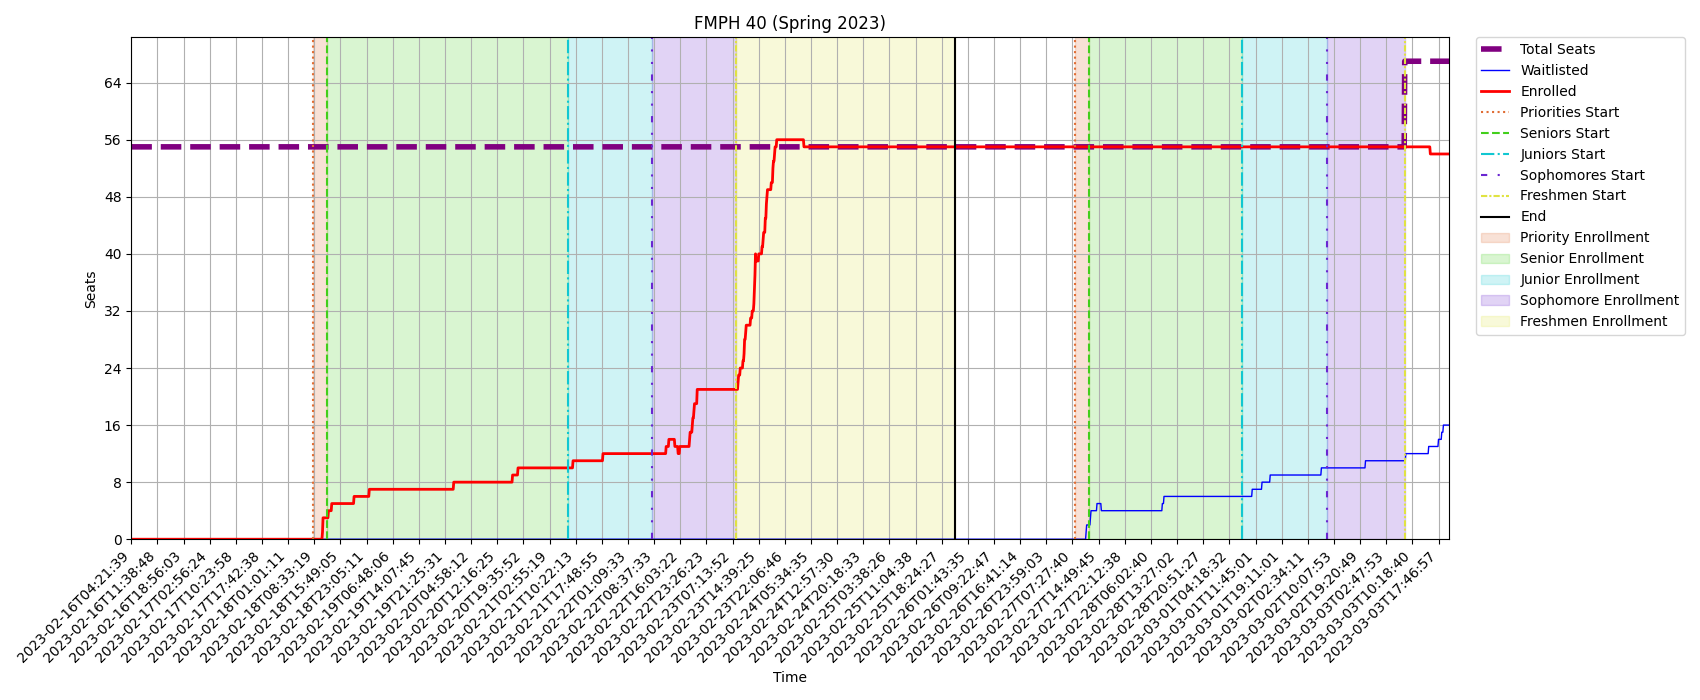 FMPH 40 (Spring 2023)
Seats
64
56
48
40
32
24
16
8
0
2023-02-16T04:21:39
2023-02-16T11:38:48
2023-02-16T18:56:03
2023-02-17T02:56:24
2023-02-17T10:23:58
2023-02-17T17:42:38
2023-02-18T01:01:11
2023-02-18T08:33:19
2023-02-18T15:49:05
2023-02-18T23:05:11
2023-02-19T06:48:06
2023-02-19T14:07:45
2023-02-19T21:25:31
2023-02-20T04:58:12
2023-02-20T12:16:25
2023-02-20T19:35:52
2023-02-21T02:55:19
2023-02-21T10:22:13
2023-02-21T17:48:55
2023-02-22T01:09:33
2023-02-22T08:37:33
2023-02-22T16:03:22
2023-02-22T23:26:23
2023-02-23T07:13:52
2023-02-23T14:39:25
2023-02-23T22:06:46
2023-02-24T05:34:35
2023-02-24T12:57:30
2023-02-24T20:18:33
2023-02-25T03:38:26
2023-02-25T11:04:38
2023-02-25T18:24:27
2023-02-26T01:43:35
2023-02-26T09:22:47
2023-02-26T16:41:14
2023-02-26T23:59:03
2023-02-27T07:27:40
2023-02-27T14:49:45
2023-02-27T22:12:38
2023-02-28T06:02:40
2023-02-28T13:27:02
2023-02-28T20:51:27
2023-03-01T04:18:32
2023-03-01T11:45:01
2023-03-01T19:11:01
2023-03-02T02:34:11
2023-03-02T10:07:53
2023-03-02T19:20:49
2023-03-03T02:47:53
2023-03-03T10:18:40
2023-03-03T17:46:57
Time
Total Seats
Waitlisted
Enrolled
Priorities Start
Seniors Start
Juniors Start
Sophomores Start
Freshmen Start
End
Priority Enrollment
Senior Enrollment
Junior Enrollment
Sophomore Enrollment
Freshmen Enrollment